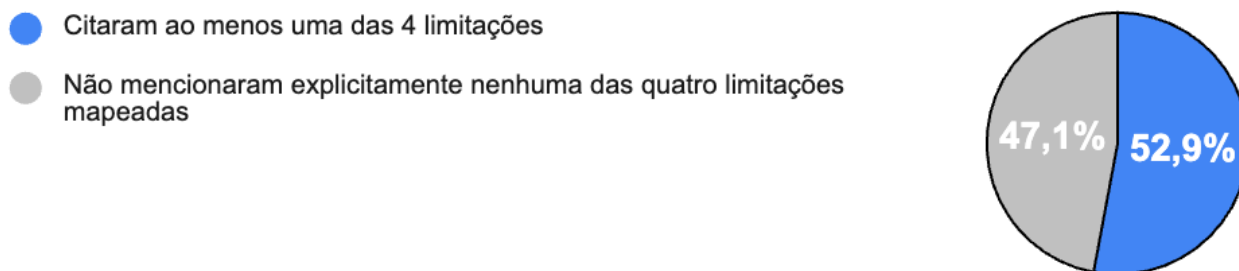 Citaram ao menos uma das 4 limitações
Não mencionaram explicitamente nenhuma das quatro limitações
mapeadas
47,1%
52,9%